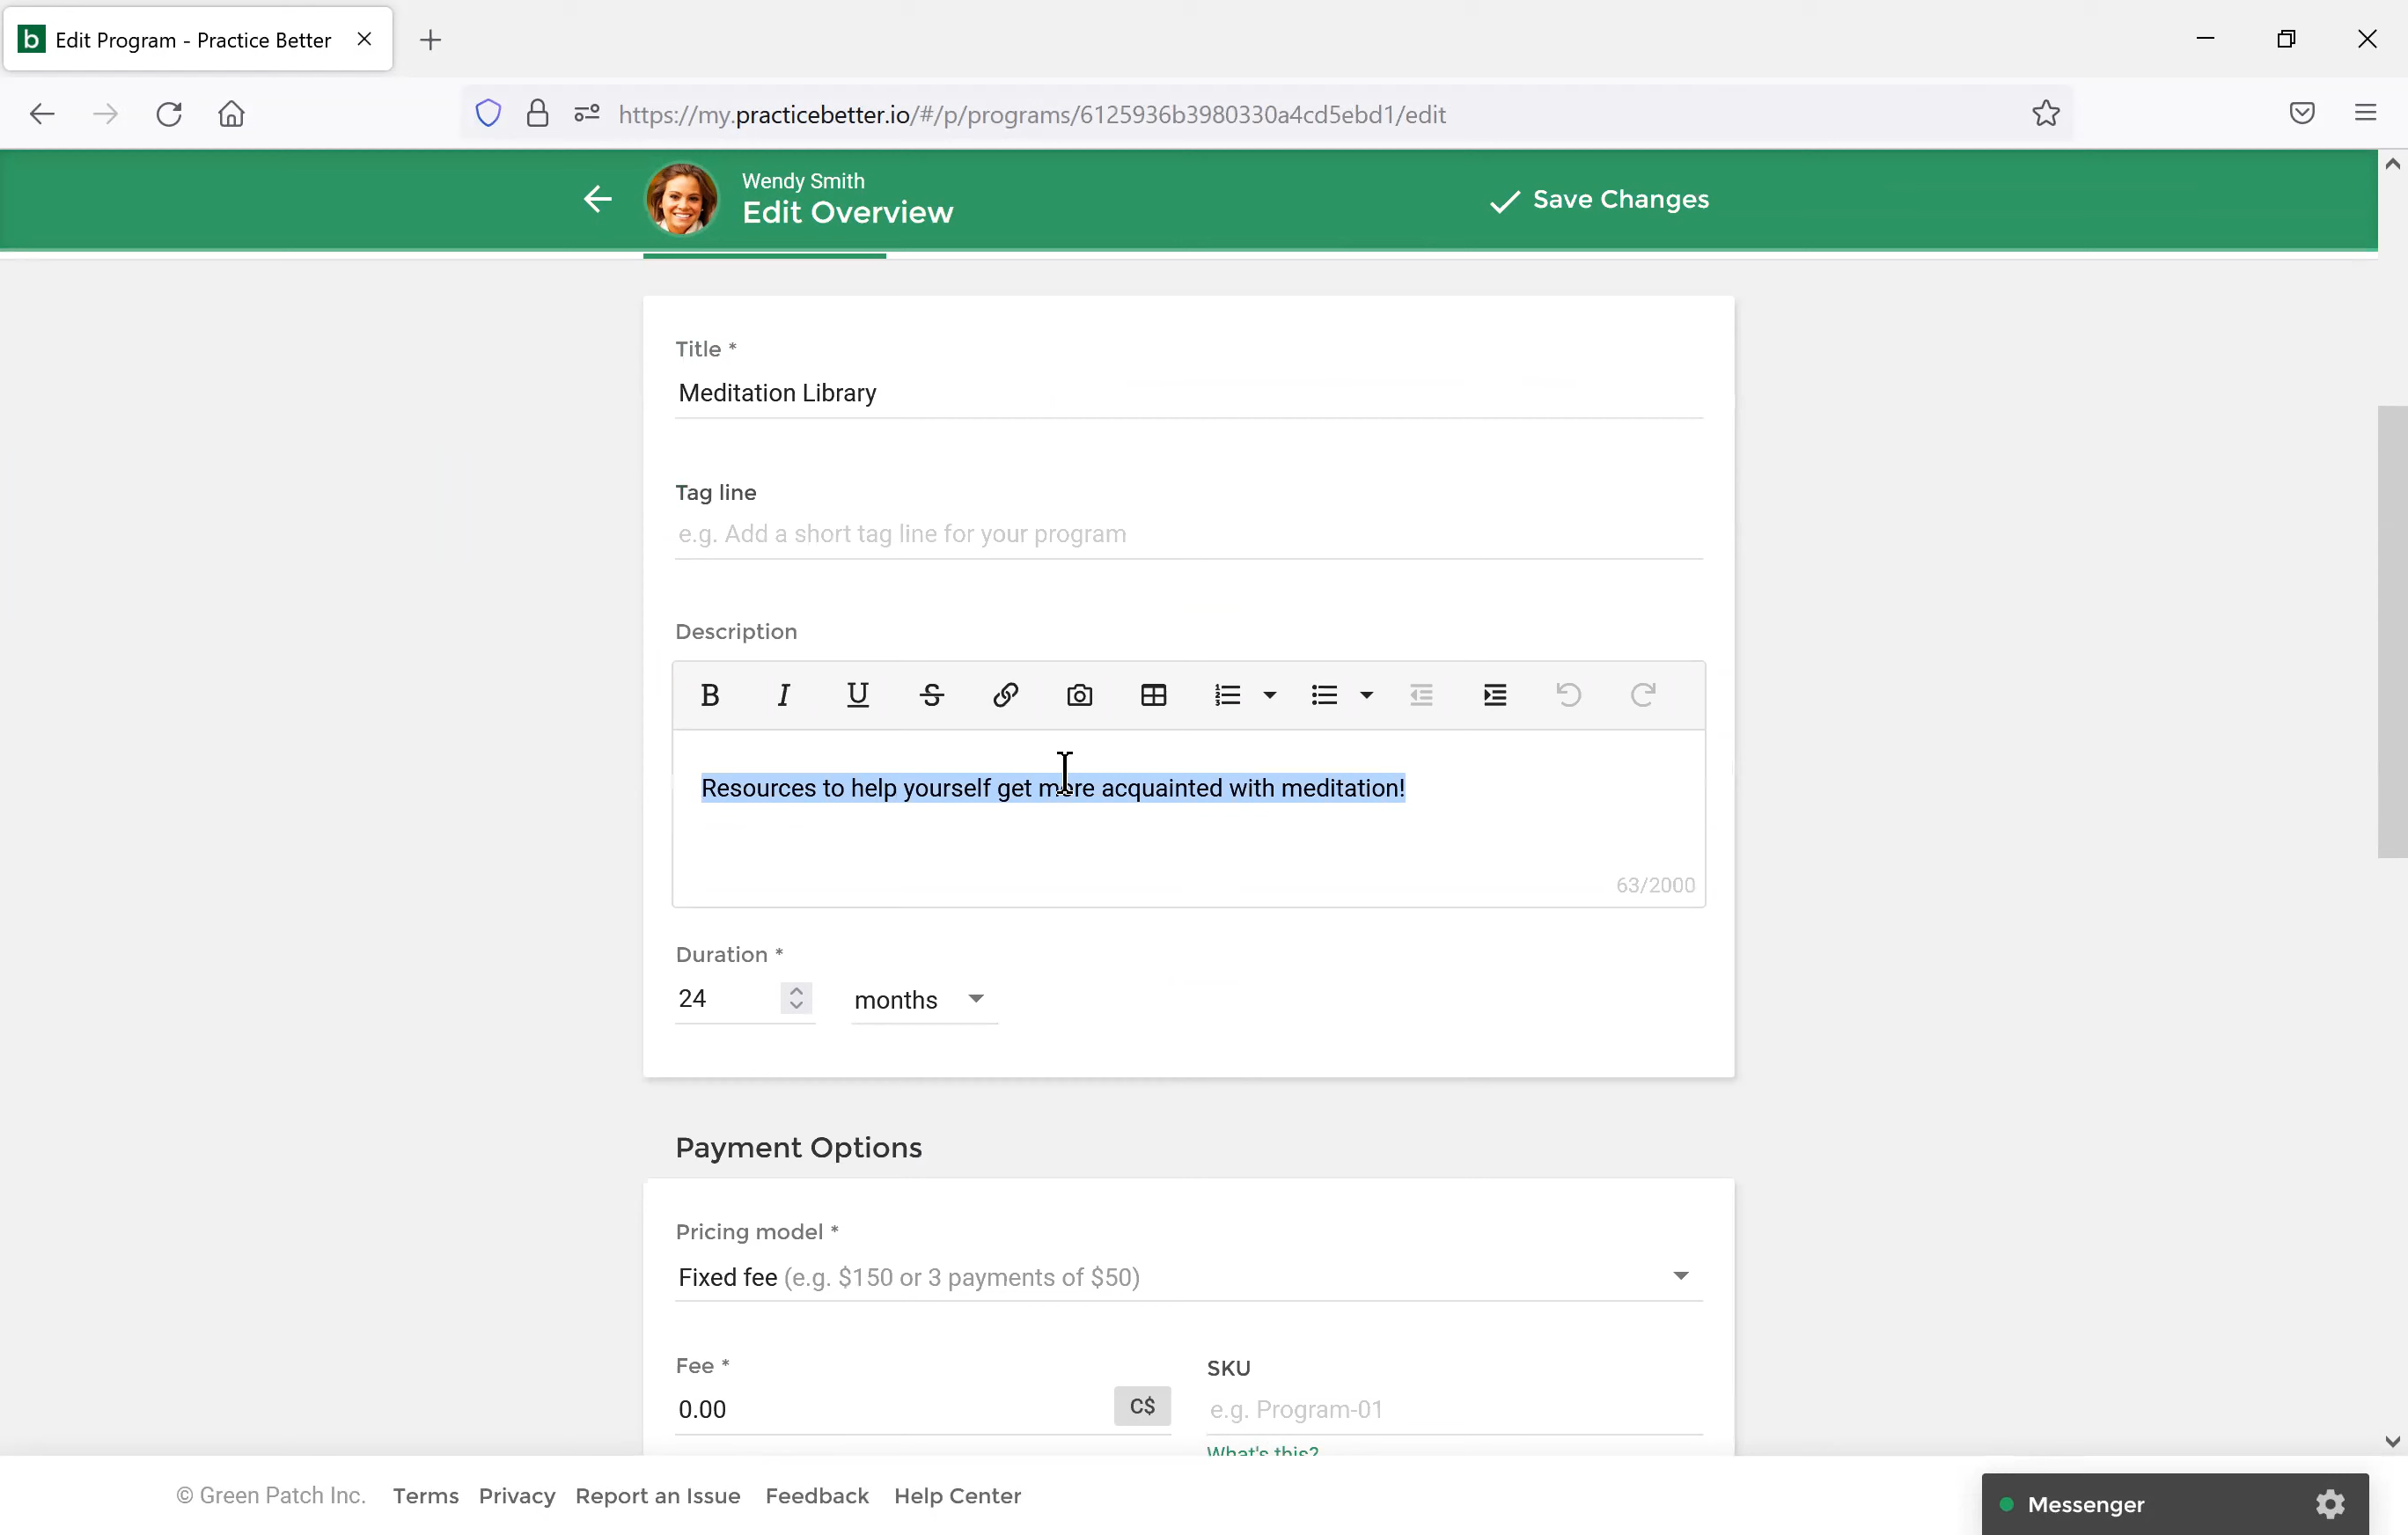 Edit Program - Practice Better
https://my.practicebetter.io/#/p/programs/6125936b3980330a4cd5ebd1/edit
Wendy Smith
Edit Overview
Save Changes
Title *
Meditation Library
Tag line
e.g. Add a short tag line for your program
Description
Resources to help yourself get more acquainted with meditation!
63/2000
Duration *
24 months
Payment Options
Pricing model *
Fixed fee (e.g. $150 or 3 payments of $50)
Fee * SKU
0.00 C$ e.g. Program-01
What's this?
© Green Patch Inc. Terms Privacy Report an Issue Feedback Help Center
Messenger